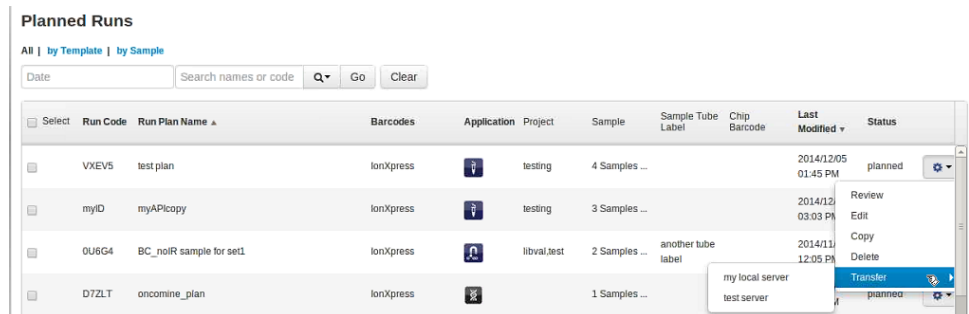 Planned Runs
All | by Template | by Sample
Date Search names or code Go Clear
Select Run Code Run Plan Name Barcodes Application Project Sample Sample Tube Label Chip Barcode Last Modified Status
VXEV5 test plan IonXpress testing 4 Samples ... 2014/12/05 01:45 PM planned
myID myAPIcopy IonXpress testing 3 Samples ... 2014/12/ 03:03 PM
0U6G4 BC_noIR sample for set1 IonXpress libval,test 2 Samples ... another tube label 2014/11/ 12:05 PM
D7ZLT oncomine_plan IonXpress 1 Samples ... planned
Review
Edit
Copy
Delete
Transfer
my local server
test server